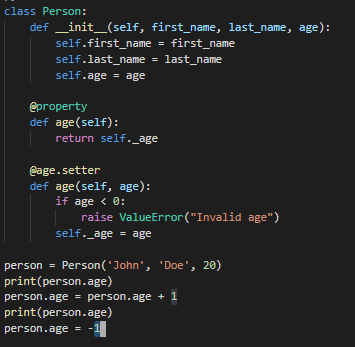 class Person:
    def __init__(self, first_name, last_name, age):
        self.first_name = first_name
        self.last_name = last_name
        self.age = age

    @property
    def age(self):
        return self._age

    @age.setter
    def age(self, age):
        if age < 0:
            raise ValueError("Invalid age")
        self._age = age

person = Person('John', 'Doe', 20)
print(person.age)
person.age = person.age + 1
print(person.age)
person.age = -1